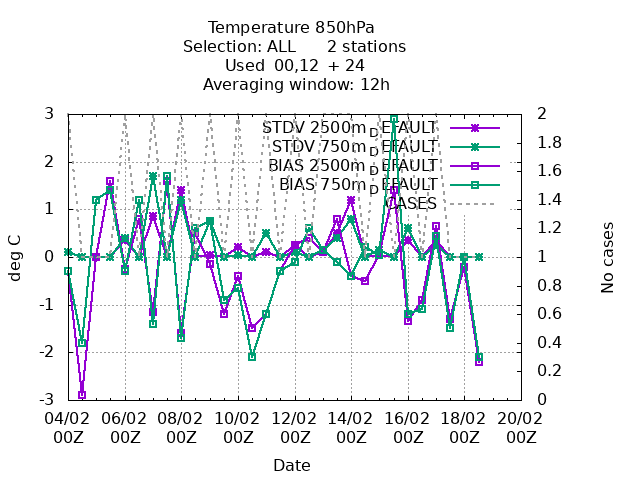 Temperature 850hPa
Selection: ALL 2 stations
Used 00,12 + 24
Averaging window: 12h
STDV 2500m_DEFAULT
STDV 750m_DEFAULT
BIAS 2500m_DEFAULT
BIAS 750m_DEFAULT
CASES
3
2
1
0
-1
-2
-3
deg C
2
1.8
1.6
1.4
1.2
1
0.8
0.6
0.4
0.2
0
No cases
04/02 06/02 08/02 10/02 12/02 14/02 16/02 18/02 20/02
00Z 00Z 00Z 00Z 00Z 00Z 00Z 00Z 00Z
Date